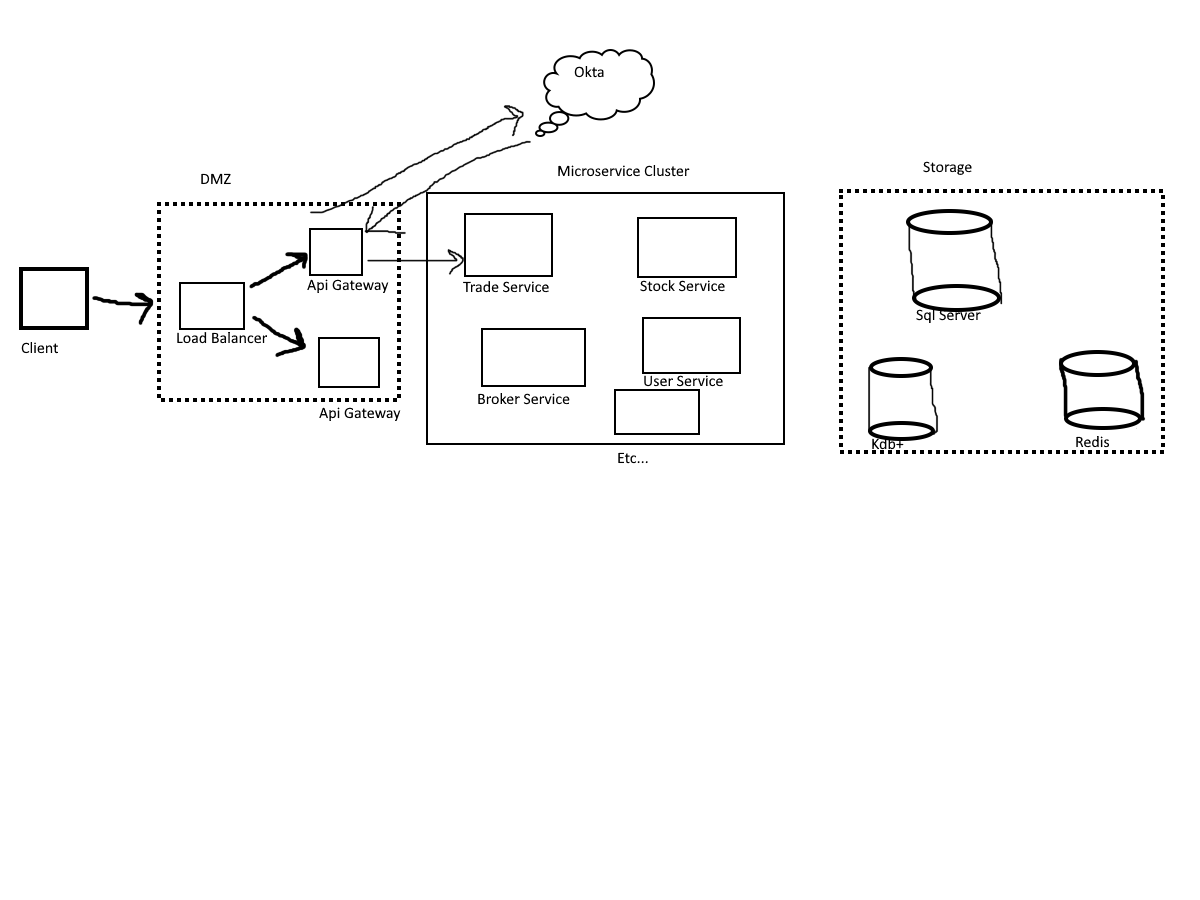 Okta
Microservice Cluster
Storage
DMZ
Api Gateway
Trade Service
Stock Service
Sql Server
Load Balancer
Client
User Service
Broker Service
Api Gateway
Kdb+
Redis
Etc...